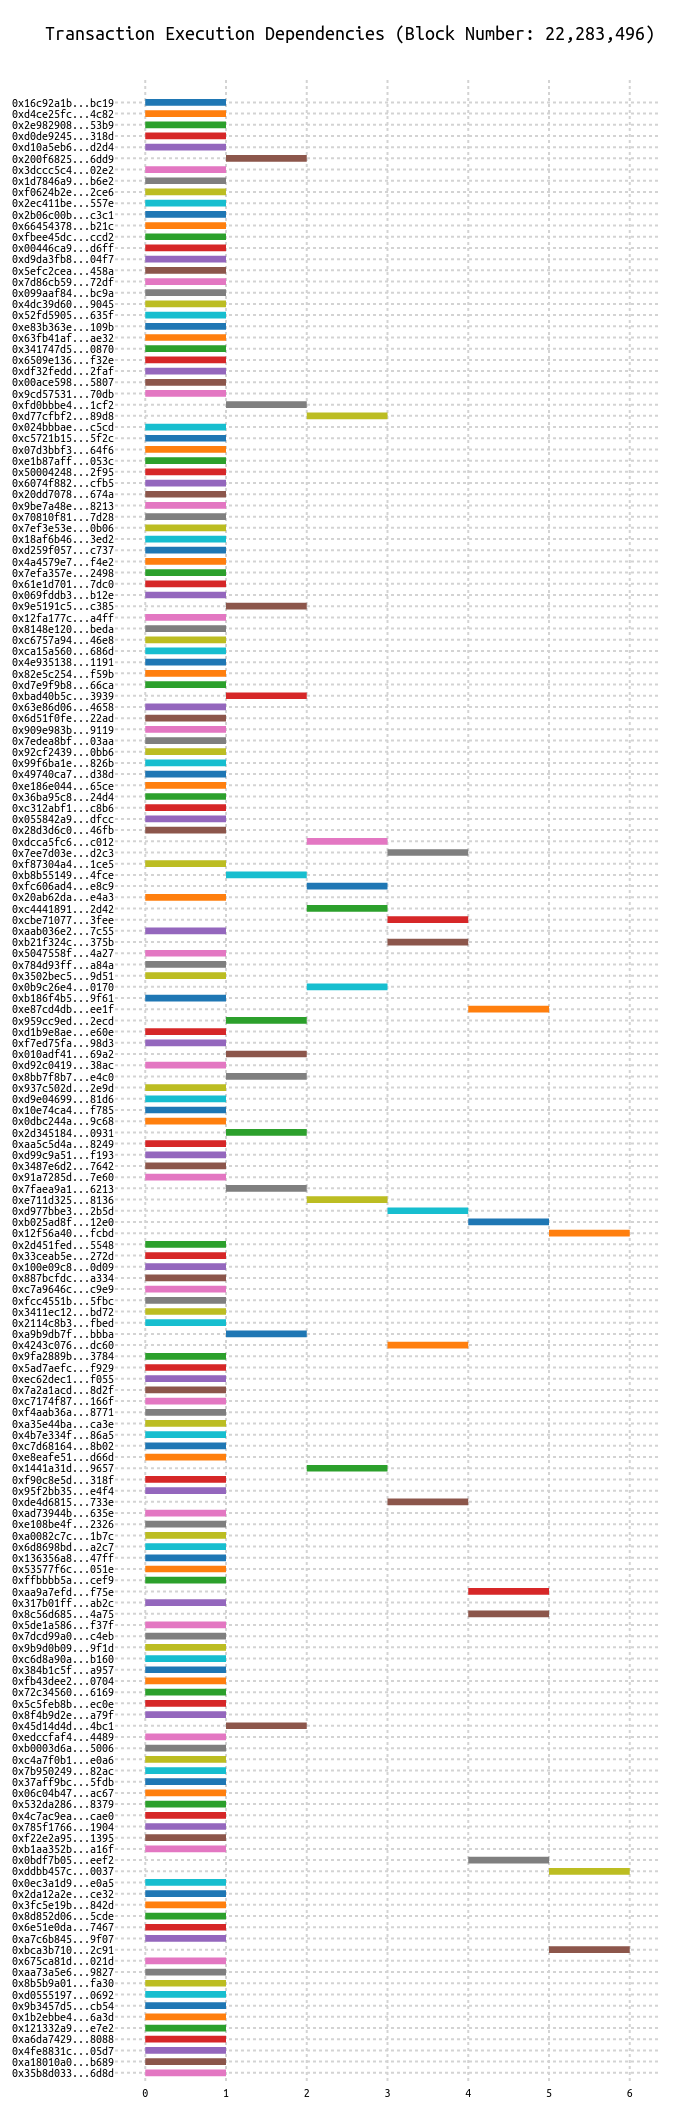 Transaction Execution Dependencies (Block Number: 22,283,496)
0x16c92a1b...bc19
0xd4ce25fc...4c82
0x2e982908...53b9
0xd0de9245...318d
0xd10a5eb6...d2d4
0x200f6825...6dd9
0x3dccc5c4...02e2
0x1d7846a9...b6e2
0xf0624b2e...2ce6
0x2ec411be...557e
0x2b06c00b...c3c1
0x66454378...b21c
0xfbee45dc...ccd2
0x00446ca9...d6ff
0xd9da3fb8...04f7
0x5efc2cea...458a
0x7d86cb59...72df
0x099aaf84...bc9a
0x4dc39d60...9045
0x52fd5905...635f
0xe83b363e...109b
0x63fb41af...ae32
0x341747d5...0870
0x6509e136...f32e
0xdf32fedd...2faf
0x00ace598...5807
0x9cd57531...70db
0xfd0bbbe4...1cf2
0xd77cfbf2...89d8
0x024bbbae...c5cd
0xc5721b15...5f2c
0x07d3bbf3...64f6
0xe1b87aff...053c
0x50004248...2f95
0x6074f882...cfb5
0x20dd7078...674a
0x9be7a48e...8213
0x70810f81...7d28
0x7ef3e53e...0b06
0x18af6b46...3ed2
0xd259f057...c737
0x4a4579e7...f4e2
0x7efa357e...2498
0x61e1d701...7dc0
0x069fddb3...b12e
0x9e5191c5...c385
0x12fa177c...a4ff
0x8148e120...beda
0xc6757a94...46e8
0xca15a560...686d
0x4e935138...1191
0x82e5c254...f59b
0xd7e9f9b8...66ca
0xbad40b5c...3939
0x63e86d06...4658
0x6d51f0fe...22ad
0x909e983b...9119
0x7edea8bf...03aa
0x92cf2439...0bb6
0x99f6ba1e...826b
0x49740ca7...d38d
0xe186e044...65ce
0x36ba95c8...24d4
0xc312abf1...c8b6
0x055842a9...dfcc
0x28d3d6c0...46fb
0xdcca5fc6...c012
0x7ee7d03e...d2c3
0xf87304a4...1ce5
0xb8b55149...4fce
0xfc606ad4...e8c9
0x20ab62da...e4a3
0xc4441891...2d42
0xcbe71077...3fee
0xaab036e2...7c55
0xb21f324c...375b
0x5047558f...4a27
0x784d93ff...a84a
0x3502bec5...9d51
0x0b9c26e4...0170
0xb186f4b5...9f61
0xe87cd4db...ee1f
0x959cc9ed...2ecd
0xd1b9e8ae...e60e
0xf7ed75fa...98d3
0x010adf41...69a2
0xd92c0419...38ac
0x8bb7f8b7...e4c0
0x937c502d...2e9d
0xd9e04699...81d6
0x10e74ca4...f785
0x0dbc244a...9c68
0x2d345184...0931
0xaa5c5d4a...8249
0xd99c9a51...f193
0x3487e6d2...7642
0x91a7285d...7e60
0x7faea9a1...6213
0xe711d325...8136
0xd977bbe3...2b5d
0xb025ad8f...12e0
0x12f56a40...fcbd
0x2d451fed...5548
0x33ceab5e...272d
0x100e09c8...0d09
0x887bcfdc...a334
0xc7a9646c...c9e9
0xfcc4551b...5fbc
0x3411ec12...bd72
0x2114c8b3...fbed
0xa9b9db7f...bbba
0x4243c076...dc60
0x9fa2889b...3784
0x5ad7aefc...f929
0xec62dec1...f055
0x7a2a1acd...8d2f
0xc7174f87...166f
0xf4aab36a...8771
0xa35e44ba...ca3e
0x4b7e334f...86a5
0xc7d68164...8b02
0xe8eafe51...d66d
0x1441a31d...9657
0xf90c8e5d...318f
0x95f2bb35...e4f4
0xde4d6815...733e
0xad73944b...635e
0xe108be4f...2326
0xa0082c7c...1b7c
0x6d8698bd...a2c7
0x136356a8...47ff
0x53577f6c...051e
0xffbbbb5a...cef9
0xaa9a7efd...f75e
0x317b01ff...ab2c
0x8c56d685...4a75
0x5de1a586...f37f
0x7dcd99a0...c4eb
0x9b9d0b09...9f1d
0xc6d8a90a...b160
0x384b1c5f...a957
0xfb43dee2...0704
0x72c34560...6169
0x5c5feb8b...ec0e
0x8f4b9d2e...a79f
0x45d14d4d...4bc1
0xedccfaf4...4489
0xb0003d6a...5006
0xc4a7f0b1...e0a6
0x7b950249...82ac
0x37aff9bc...5fdb
0x06c04b47...ac67
0x532da286...8379
0x4c7ac9ea...cae0
0x785f1766...1904
0xf22e2a95...1395
0xb1aa352b...a16f
0x0bdf7b05...eef2
0xddbb457c...0037
0x0ec3a1d9...e0a5
0x2da12a2e...ce32
0x3fc5e19b...842d
0x8d852d06...5cde
0x6e51e0da...7467
0xa7c6b845...9f07
0xbca3b710...2c91
0x675ca81d...021d
0xaa73a5e6...9827
0x8b5b9a01...fa30
0xd0555197...0692
0x9b3457d5...cb54
0x1b2ebbe4...6a3d
0x121332a9...e7e2
0xa6da7429...8088
0x4fe8831c...05d7
0xa18010a0...b689
0x35b8d033...6d8d
0 1 2 3 4 5 6